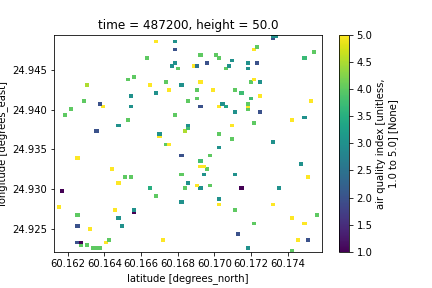 time = 487200, height = 50.0
24.945
24.940
24.935
24.930
24.925
longitude [degrees_east]
60.162 60.164 60.166 60.168 60.170 60.172 60.174
latitude [degrees_north]
5.0
4.5
4.0
3.5
3.0
2.5
2.0
1.5
1.0
air quality index [unitless,
1.0 to 5.0] [None]